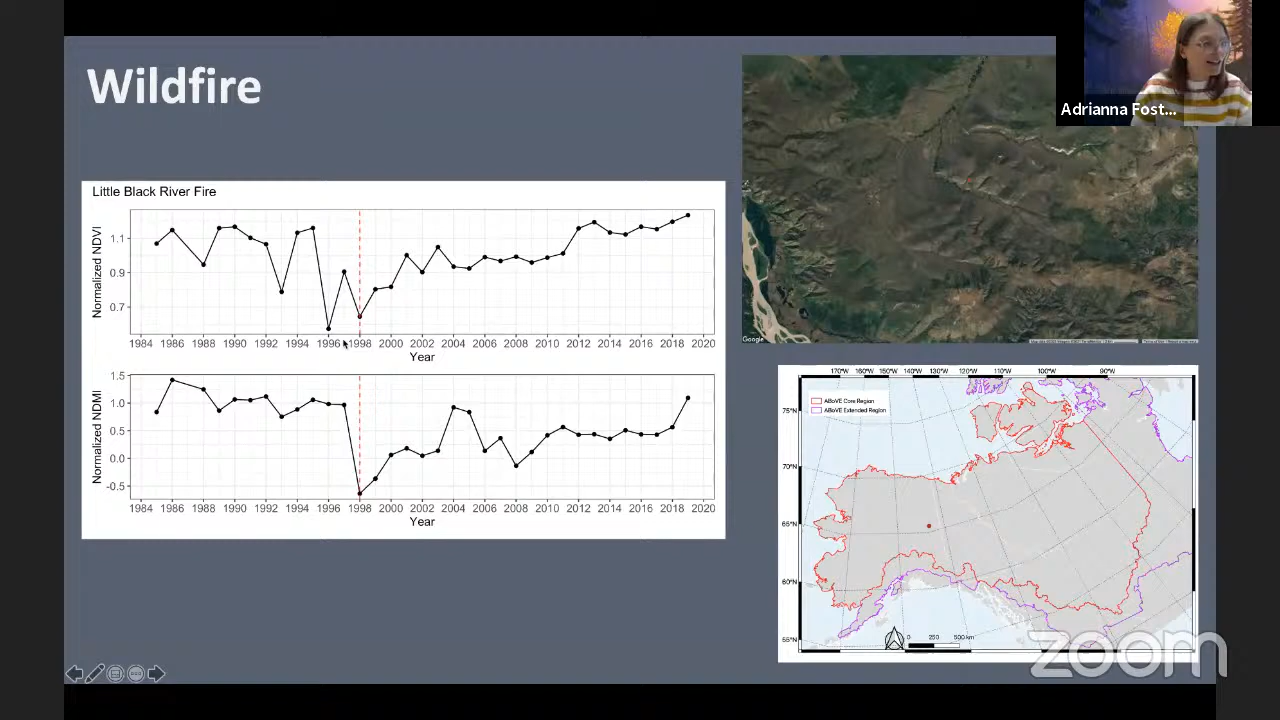 Wildfire
Adrianna Fost...
Little Black River Fire
Normalized NDVI
1.1
0.9
0.7
1984 1986 1988 1990 1992 1994 1996 1998 2000 2002 2004 2006 2008 2010 2012 2014 2016 2018 2020
Year
Normalized NDMI
1.5
1.0
0.5
0.0
-0.5
1984 1986 1988 1990 1992 1994 1996 1998 2000 2002 2004 2006 2008 2010 2012 2014 2016 2018 2020
Year
Google
170°W 160°W 150°W 140°W 130°W 120°W 110°W 100°W 90°W
75°N
70°N
65°N
60°N
55°N
ABoVE Core Region
ABoVE Extended Region
0 250 500 km
zoom